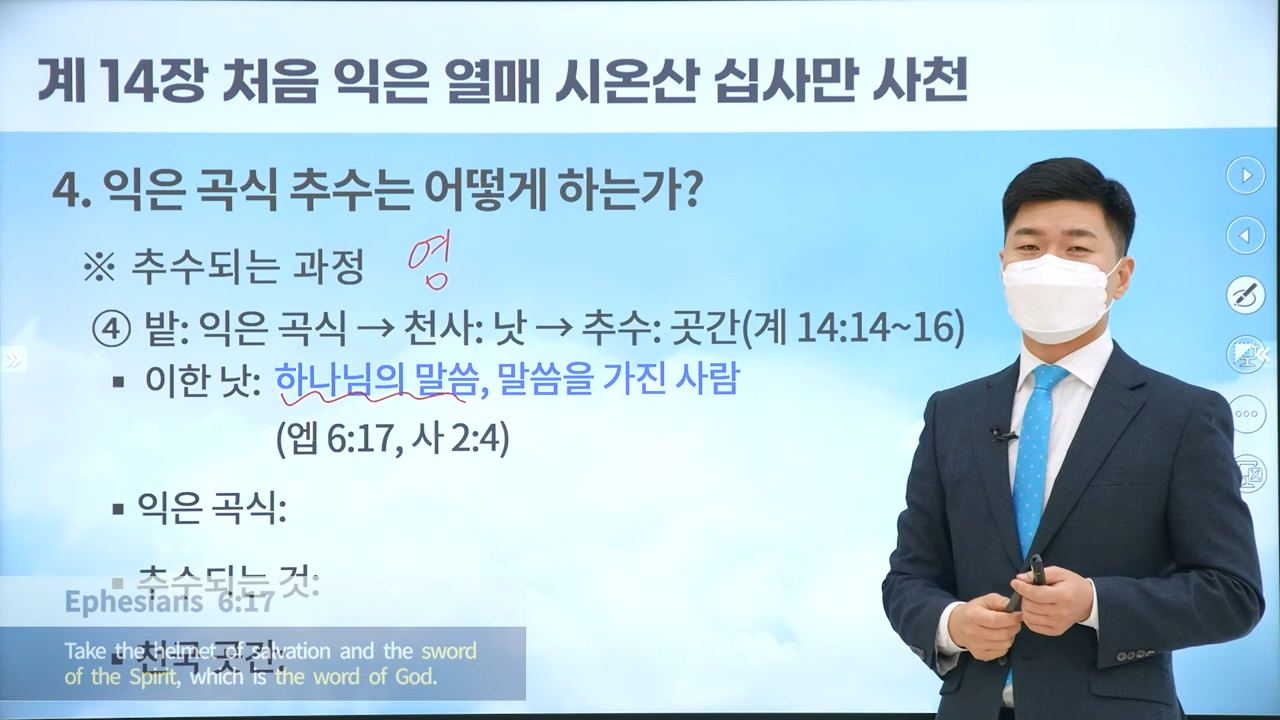 계 14장 처음 익은 열매 시온산 십사만 사천
4. 익은 곡식 추수는 어떻게 하는가?
※ 추수되는 과정 영
④ 밭: 익은 곡식 → 천사: 낫 → 추수: 곳간(계 14:14~16)
▪ 이한 낫: 하나님의 말씀, 말씀을 가진 사람
(엡 6:17, 사 2:4)
▪ 익은 곡식:
▪ 추수되는 것:
Ephesians 6:17
▪ 천국 곳간:
Take the helmet of salvation and the sword
of the Spirit, which is the word of God.